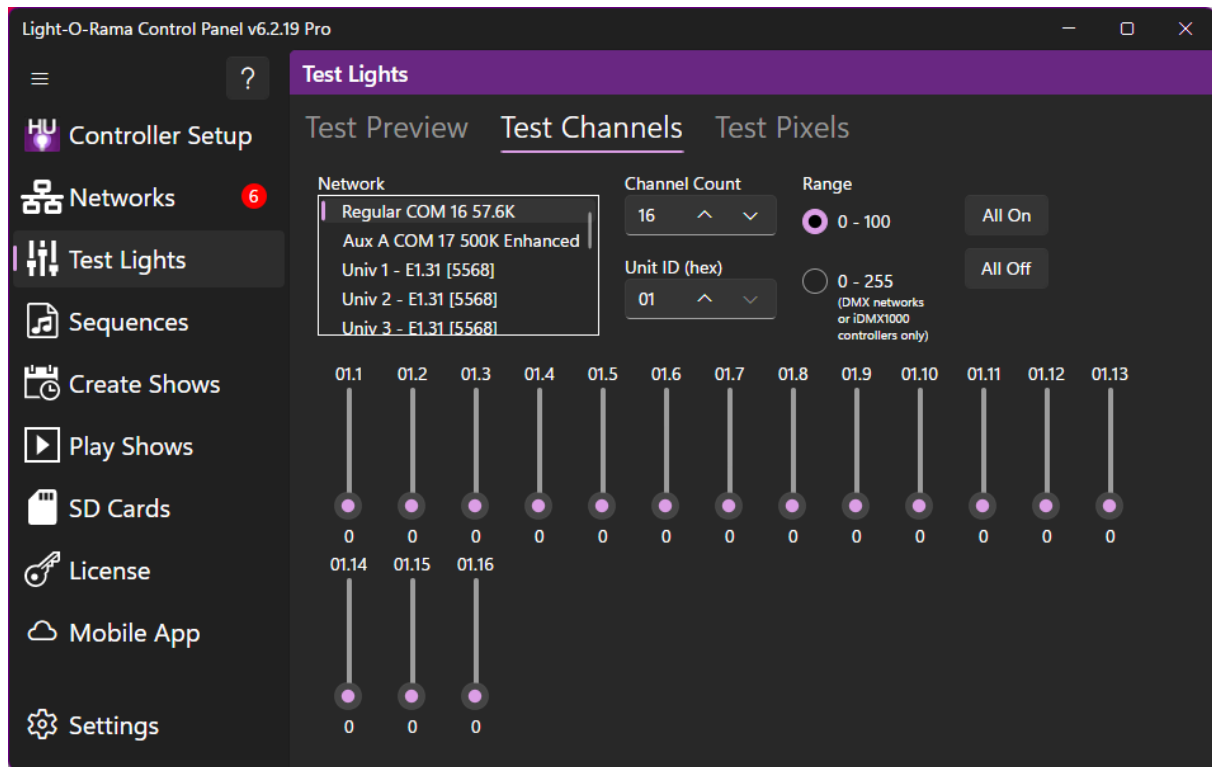 Light-O-Rama Control Panel v6.2.19 Pro
?
Test Lights
HU Controller Setup
Networks 6
Test Lights
Sequences
Create Shows
Play Shows
SD Cards
License
Mobile App
Settings
Test Preview Test Channels Test Pixels
Network
Regular COM 16 57.6K
Aux A COM 17 500K Enhanced
Univ 1 - E1.31 [5568]
Univ 2 - E1.31 [5568]
Univ 3 - E1.31 [5568]
Channel Count
16
Unit ID (hex)
01
Range
0 - 100
0 - 255
(DMX networks
or iDMX1000
controllers only)
All On
All Off
01.1 01.2 01.3 01.4 01.5 01.6 01.7 01.8 01.9 01.10 01.11 01.12 01.13
0 0 0 0 0 0 0 0 0 0 0 0 0
01.14 01.15 01.16
0 0 0